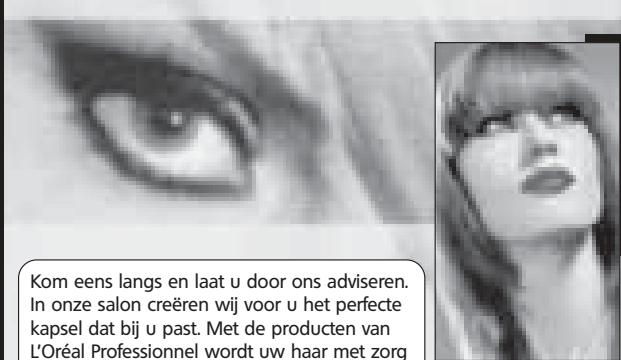 Kom eens langs en laat u door ons adviseren.
In onze salon creëren wij voor u het perfecte
kapsel dat bij u past. Met de producten van
L'Oréal Professionnel wordt uw haar met zorg